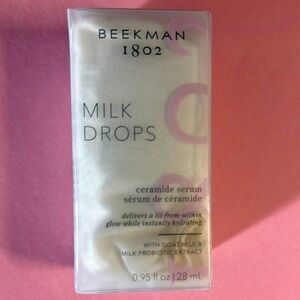 BEEKMAN
1802
MILK
DROPS
ceramide serum
sérum de céramide
delivers a lit-from-within
glow while instantly hydrating
WITH GOAT MILK &
MILK PROBIOTIC EXTRACT
0.95 fl oz | 28 mL